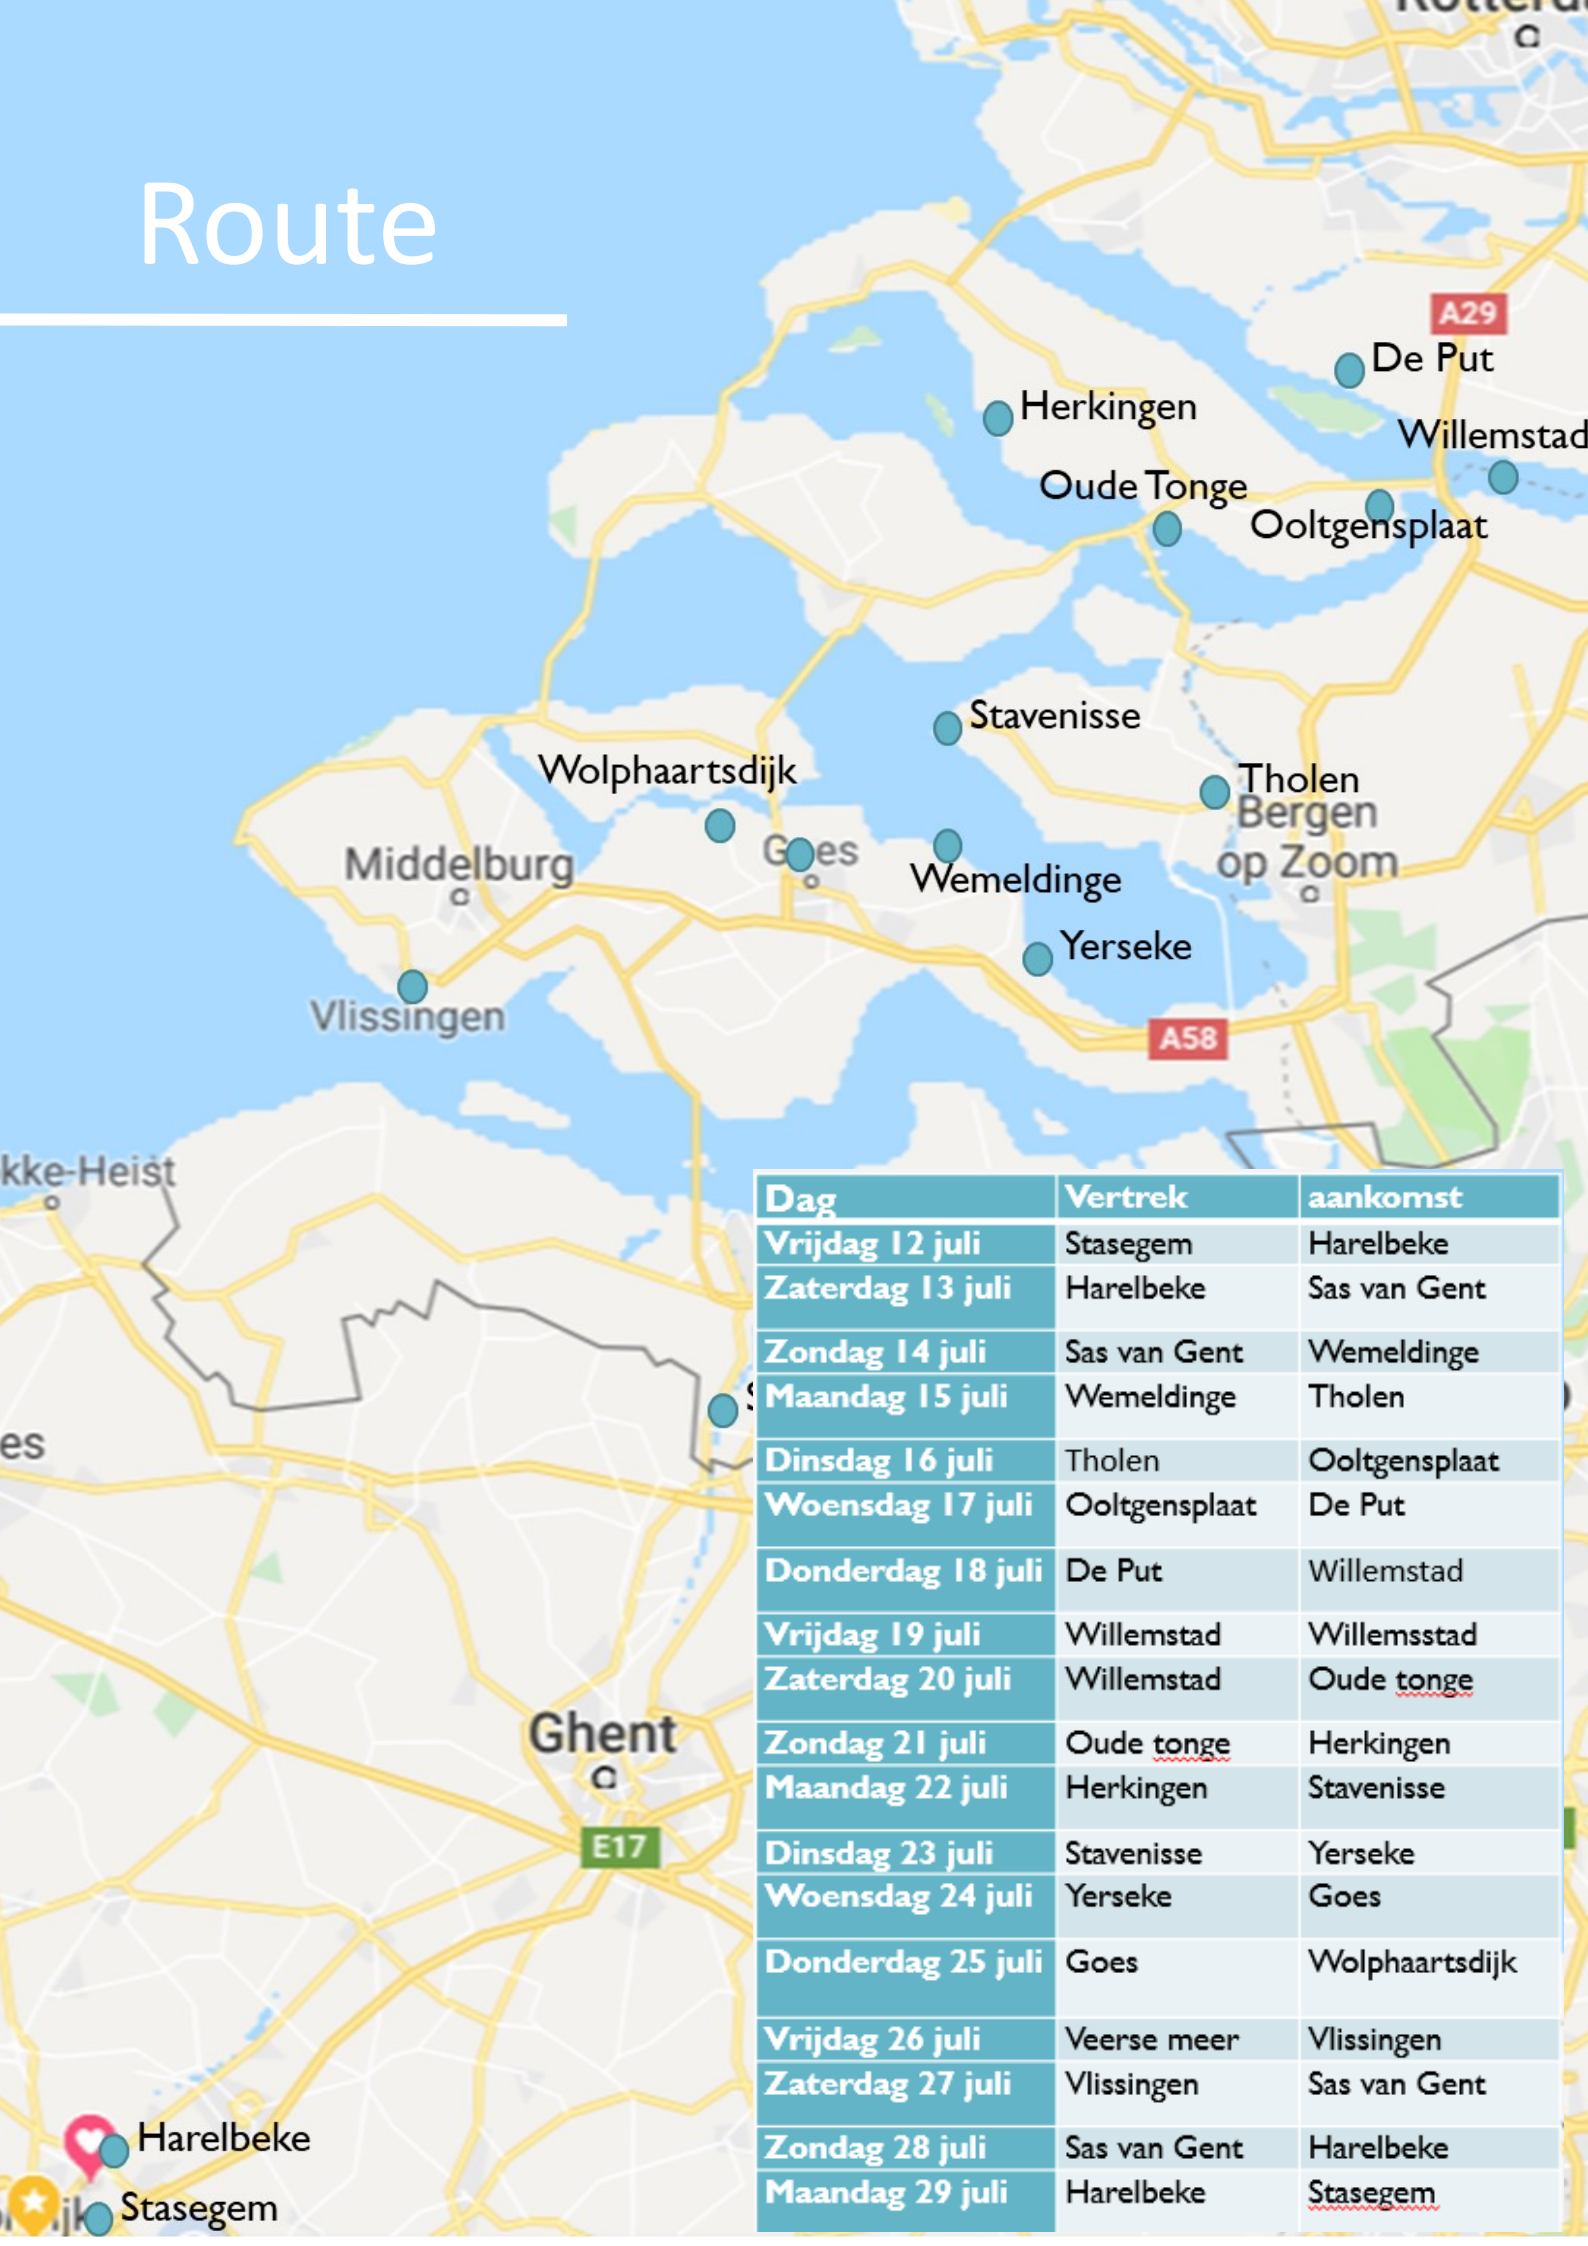 Route
A29
De Put
Herkingen
Willemstad
Oude Tonge
Ooltgensplaat
Stavenisse
Wolphaartsdijk
Tholen
Bergen
op Zoom
Goes
Middelburg
Wemeldinge
Yerseke
Vlissingen
A58
kke-Heist
Dag Vertrek aankomst
Vrijdag 12 juli Stasegem Harelbeke
Zaterdag 13 juli Harelbeke Sas van Gent
Zondag 14 juli Sas van Gent Wemeldinge
Maandag 15 juli Wemeldinge Tholen
Dinsdag 16 juli Tholen Ooltgensplaat
Woensdag 17 juli Ooltgensplaat De Put
Donderdag 18 juli De Put Willemstad
Vrijdag 19 juli Willemstad Willemsstad
Zaterdag 20 juli Willemstad Oude tonge
Zondag 21 juli Oude tonge Herkingen
Maandag 22 juli Herkingen Stavenisse
Dinsdag 23 juli Stavenisse Yerseke
Woensdag 24 juli Yerseke Goes
Donderdag 25 juli Goes Wolphaartsdijk
Vrijdag 26 juli Veerse meer Vlissingen
Zaterdag 27 juli Vlissingen Sas van Gent
Zondag 28 juli Sas van Gent Harelbeke
Maandag 29 juli Harelbeke Stasegem
es
Ghent
E17
Harelbeke
Stasegem